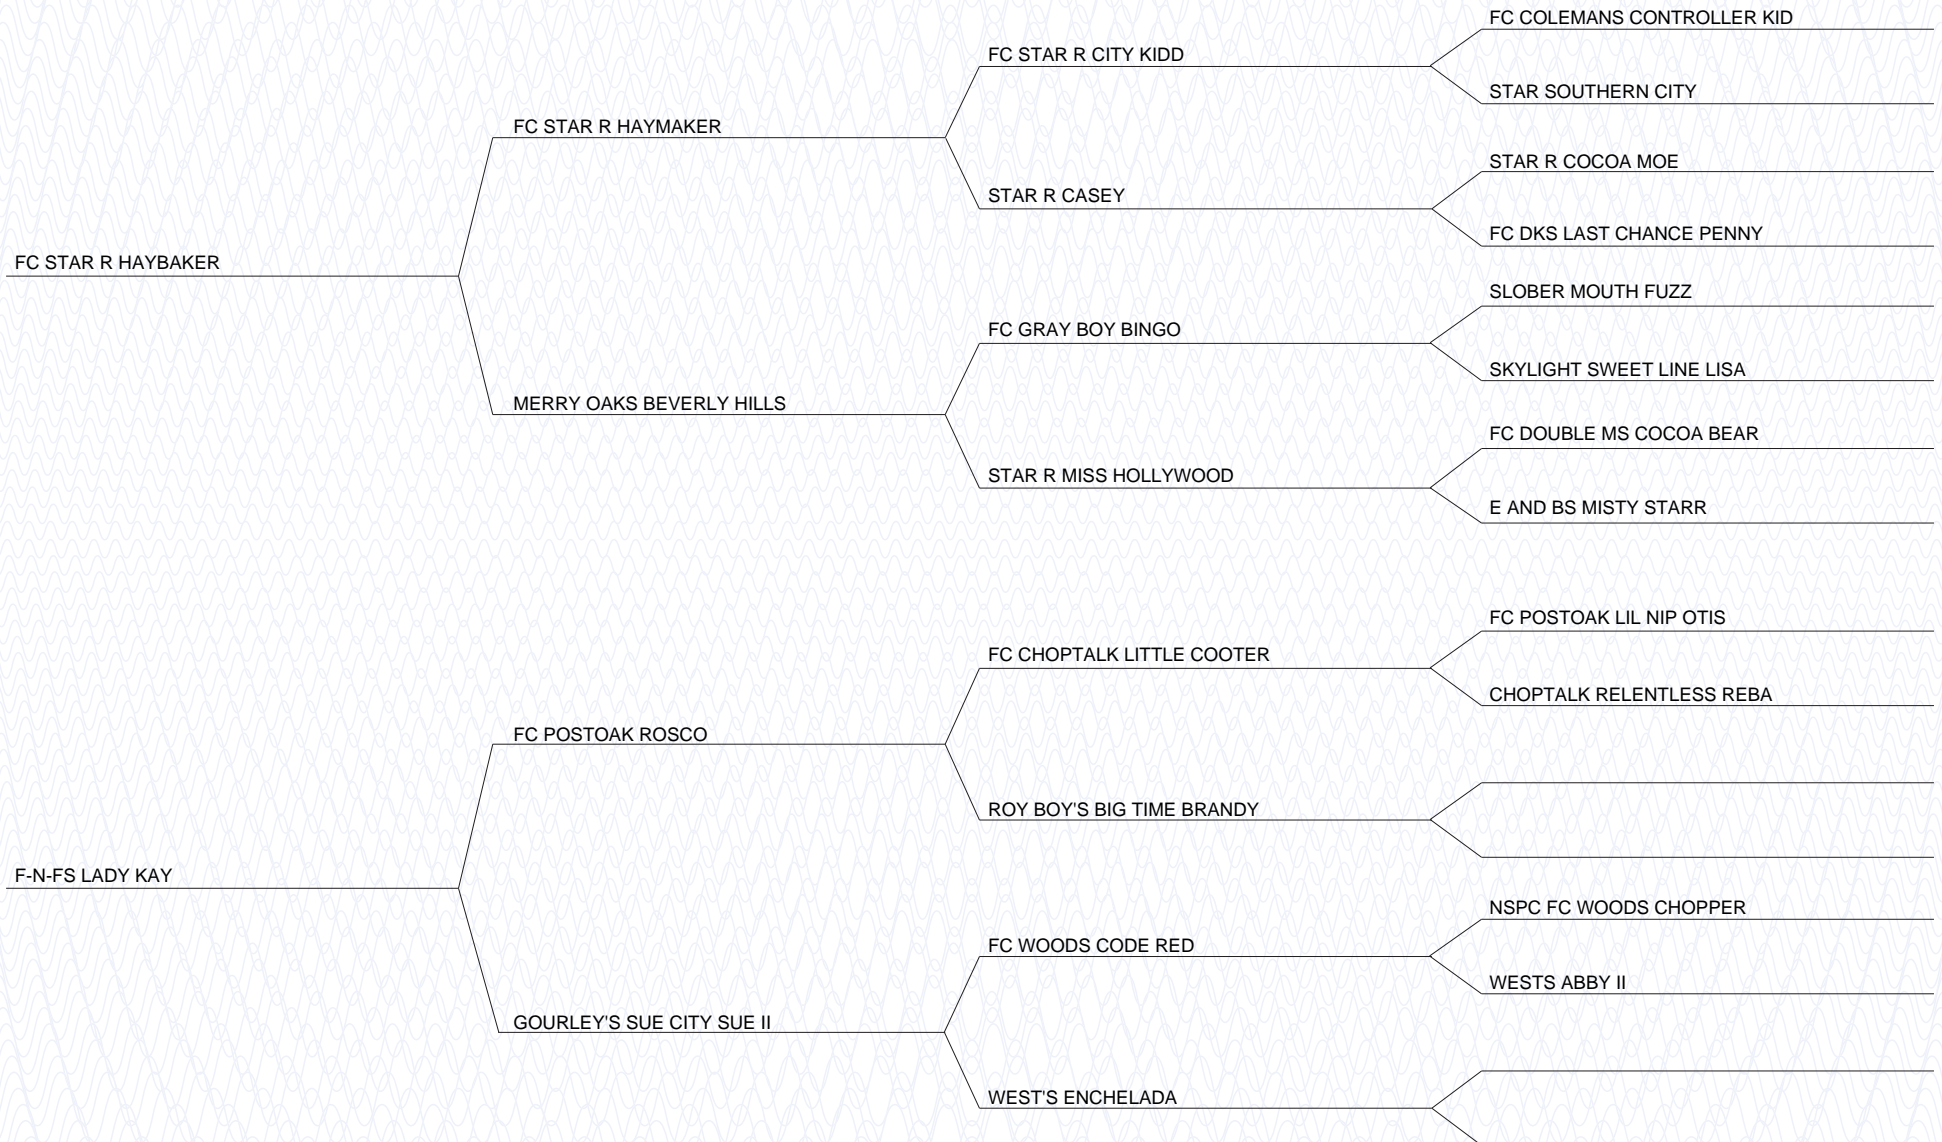 FC COLEMANS CONTROLLER KID
FC STAR R CITY KIDD
STAR SOUTHERN CITY
FC STAR R HAYMAKER
STAR R COCOA MOE
STAR R CASEY
FC DKS LAST CHANCE PENNY
FC STAR R HAYBAKER
SLOBER MOUTH FUZZ
FC GRAY BOY BINGO
SKYLIGHT SWEET LINE LISA
MERRY OAKS BEVERLY HILLS
FC DOUBLE MS COCOA BEAR
STAR R MISS HOLLYWOOD
E AND BS MISTY STARR
FC POSTOAK LIL NIP OTIS
FC CHOPTALK LITTLE COOTER
CHOPTALK RELENTLESS REBA
FC POSTOAK ROSCO
ROY BOY'S BIG TIME BRANDY
F-N-FS LADY KAY
NSPC FC WOODS CHOPPER
FC WOODS CODE RED
WESTS ABBY II
GOURLEY'S SUE CITY SUE II
WEST'S ENCHELADA